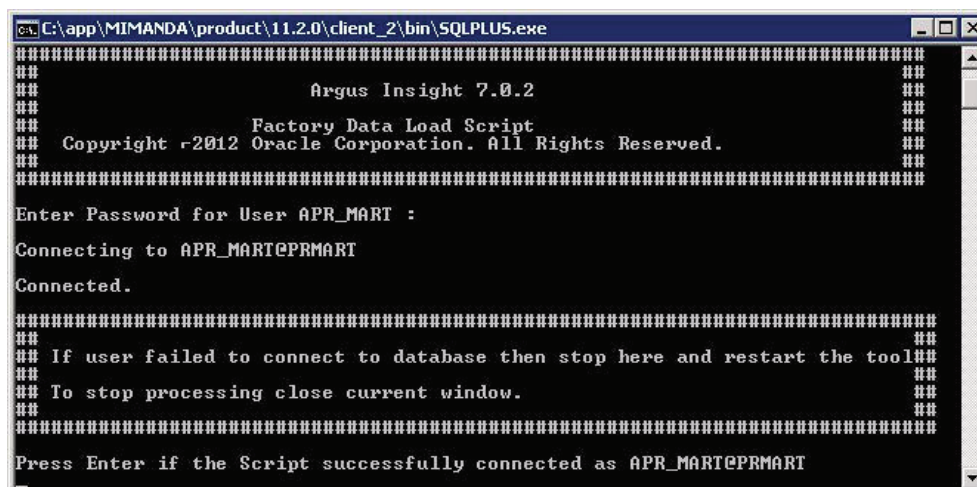 C:\app\MIMANDA\product\11.2.0\client_2\bin\SQLPLUS.exe
#############################################################################
## ##
## Argus Insight 7.0.2 ##
## ##
## Factory Data Load Script ##
## Copyright r2012 Oracle Corporation. All Rights Reserved. ##
## ##
#############################################################################
Enter Password for User APR_MART :
Connecting to APR_MART@PRMART
Connected.
##############################################################################
## ##
## If user failed to connect to database then stop here and restart the tool##
## ##
## To stop processing close current window. ##
## ##
##############################################################################
Press Enter if the Script successfully connected as APR_MART@PRMART